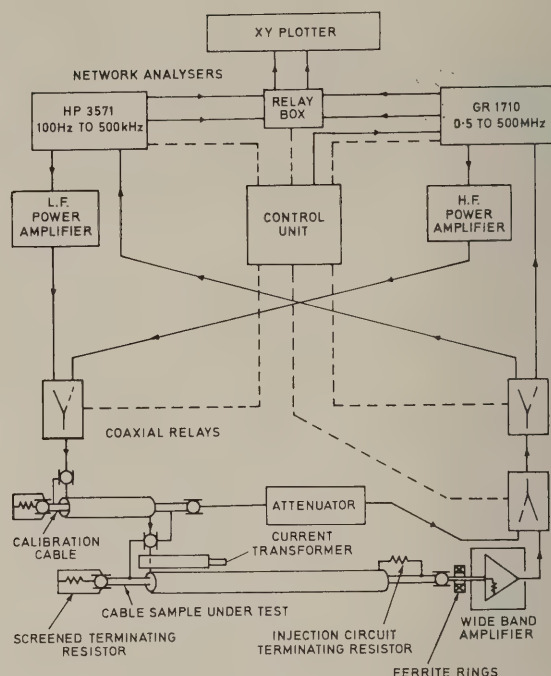 XY PLOTTER
NETWORK ANALYSERS
HP 3571
100Hz TO 500kHz
RELAY
BOX
GR 1710
0·5 TO 500MHz
L.F.
POWER
AMPLIFIER
CONTROL
UNIT
H.F.
POWER
AMPLIFIER
COAXIAL RELAYS
ATTENUATOR
CALIBRATION
CABLE
CURRENT
TRANSFORMER
CABLE SAMPLE UNDER TEST
SCREENED TERMINATING
RESISTOR
INJECTION CIRCUIT
TERMINATING RESISTOR
WIDE BAND
AMPLIFIER
FERRITE RINGS